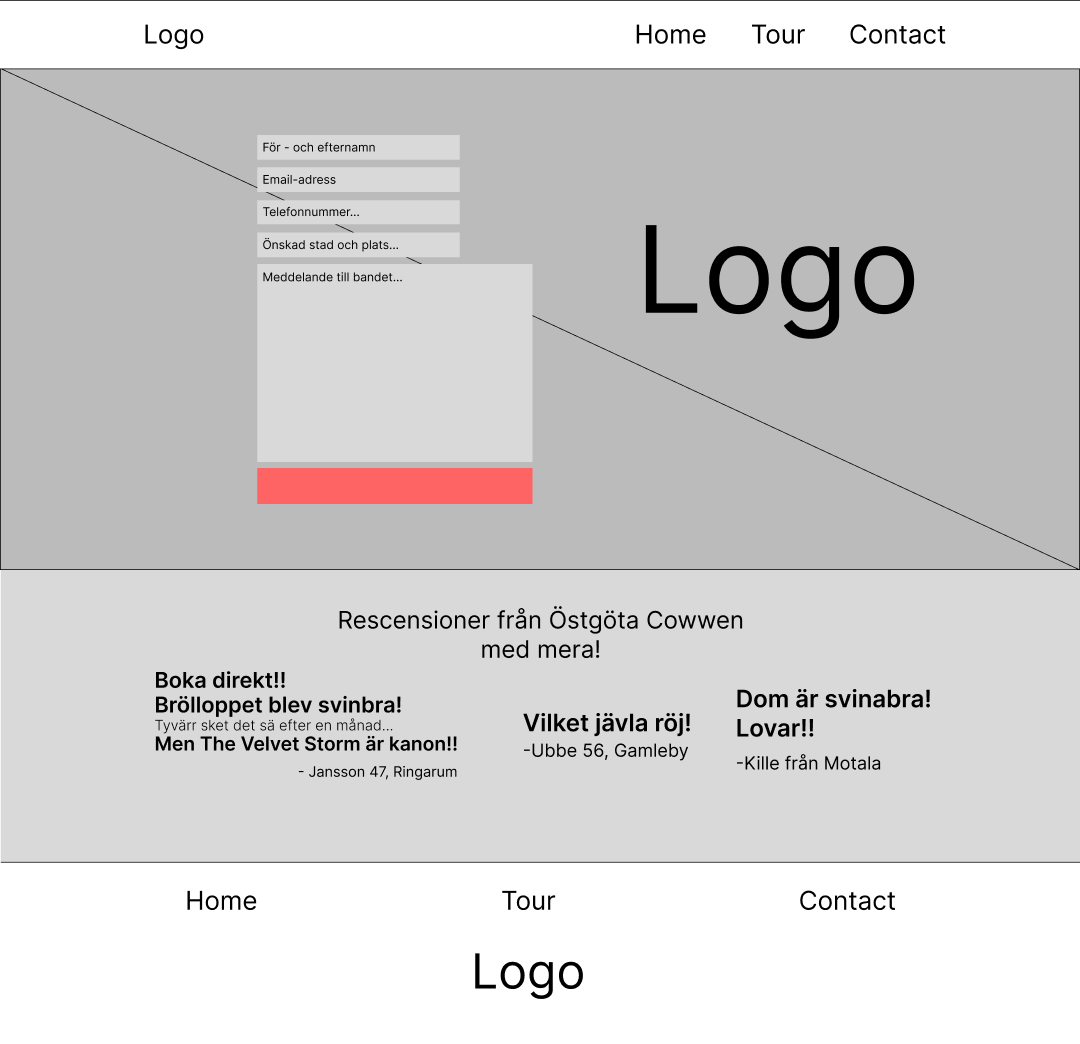 Logo
Home Tour Contact
För - och efternamn
Email-adress
Telefonnummer...
Önskad stad och plats...
Meddelande till bandet...
Logo
Rescensioner från Östgöta Cowwen
med mera!
Boka direkt!!
Brölloppet blev svinbra!
Tyvärr sket det sä efter en månad...
Men The Velvet Storm är kanon!!
- Jansson 47, Ringarum
Vilket jävla röj!
-Ubbe 56, Gamleby
Dom är svinabra!
Lovar!!
-Kille från Motala
Home Tour Contact
Logo